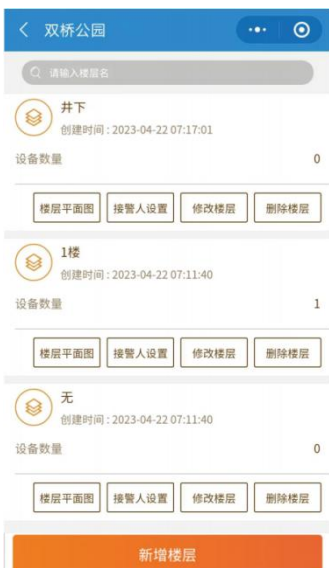 双桥公园
请输入楼层名
井下
创建时间：2023-04-22 07:17:01
设备数量 0
楼层平面图 接警人设置 修改楼层 删除楼层
1楼
创建时间：2023-04-22 07:11:40
设备数量 1
楼层平面图 接警人设置 修改楼层 删除楼层
无
创建时间：2023-04-22 07:11:40
设备数量 0
楼层平面图 接警人设置 修改楼层 删除楼层
新增楼层